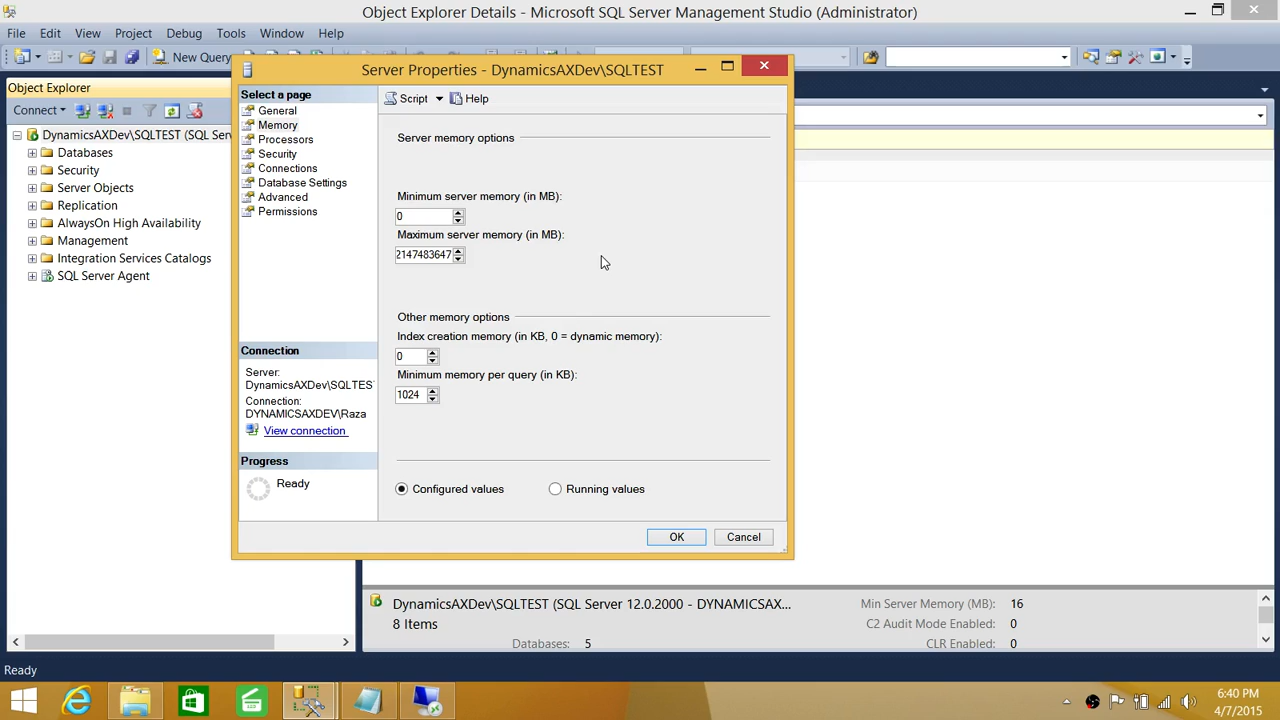 Object Explorer Details - Microsoft SQL Server Management Studio (Administrator)
File Edit View Project Debug Tools Window Help
New Query
Server Properties - DynamicsAXDev\SQLTEST
Object Explorer
Connect
DynamicsAXDev\SQLTEST (SQL Serv
Databases
Security
Server Objects
Replication
AlwaysOn High Availability
Management
Integration Services Catalogs
SQL Server Agent
Select a page
General
Memory
Processors
Security
Connections
Database Settings
Advanced
Permissions
Connection
Server:
DynamicsAXDev\SQLTEST
Connection:
DYNAMICSAXDEV\Raza
View connection
Progress
Ready
Script Help
Server memory options
Minimum server memory (in MB):
0
Maximum server memory (in MB):
2147483647
Other memory options
Index creation memory (in KB, 0 = dynamic memory):
0
Minimum memory per query (in KB):
1024
Configured values Running values
OK Cancel
DynamicsAXDev\SQLTEST (SQL Server 12.0.2000 - DYNAMICSAX...
8 Items
Databases: 5
Min Server Memory (MB): 16
C2 Audit Mode Enabled: 0
CLR Enabled: 0
Ready
6:40 PM
4/7/2015